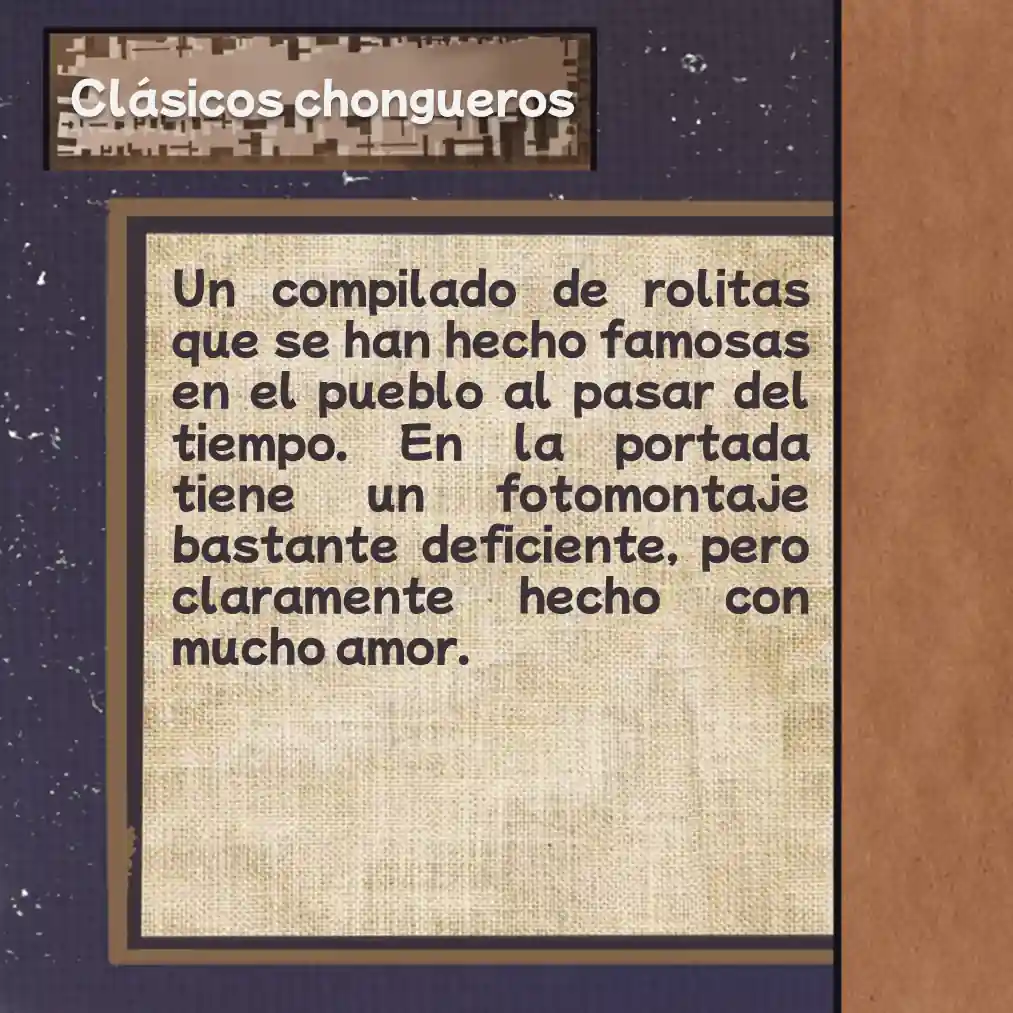 Clásicos chongueros
Un compilado de rolitas
que se han hecho famosas
en el pueblo al pasar del
tiempo. En la portada
tiene un fotomontaje
bastante deficiente, pero
claramente hecho con
mucho amor.